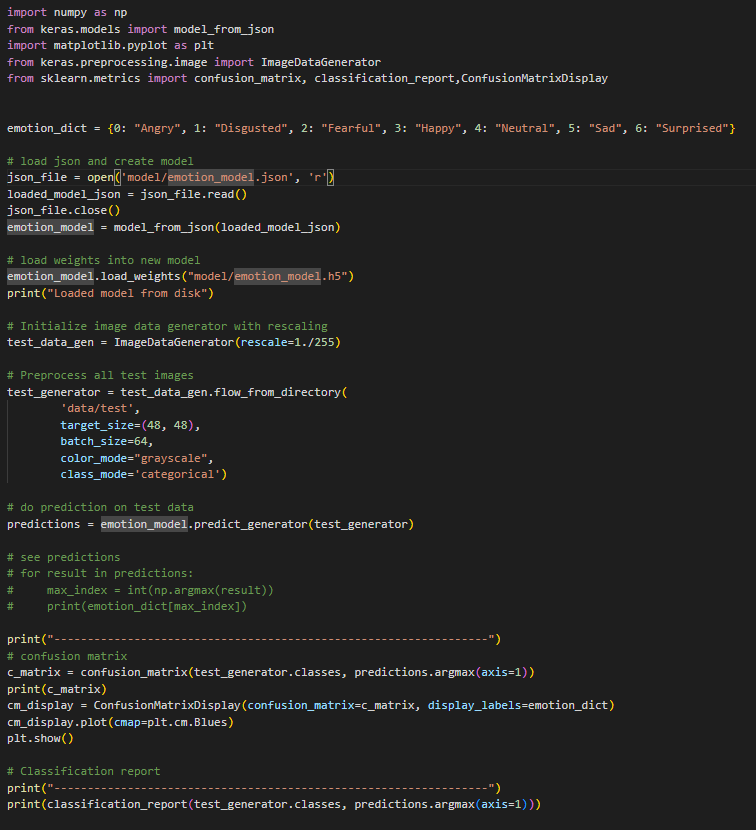 import numpy as np
from keras.models import model_from_json
import matplotlib.pyplot as plt
from keras.preprocessing.image import ImageDataGenerator
from sklearn.metrics import confusion_matrix, classification_report,ConfusionMatrixDisplay
emotion_dict = {0: "Angry", 1: "Disgusted", 2: "Fearful", 3: "Happy", 4: "Neutral", 5: "Sad", 6: "Surprised"}
# load json and create model
json_file = open('model/emotion_model.json', 'r')
loaded_model_json = json_file.read()
json_file.close()
emotion_model = model_from_json(loaded_model_json)
# load weights into new model
emotion_model.load_weights("model/emotion_model.h5")
print("Loaded model from disk")
# Initialize image data generator with rescaling
test_data_gen = ImageDataGenerator(rescale=1./255)
# Preprocess all test images
test_generator = test_data_gen.flow_from_directory(
        'data/test',
        target_size=(48, 48),
        batch_size=64,
        color_mode="grayscale",
        class_mode='categorical')
# do prediction on test data
predictions = emotion_model.predict_generator(test_generator)
# see predictions
# for result in predictions:
#     max_index = int(np.argmax(result))
#     print(emotion_dict[max_index])
print("-----------------------------------------------------------------")
# confusion matrix
c_matrix = confusion_matrix(test_generator.classes, predictions.argmax(axis=1))
print(c_matrix)
cm_display = ConfusionMatrixDisplay(confusion_matrix=c_matrix, display_labels=emotion_dict)
cm_display.plot(cmap=plt.cm.Blues)
plt.show()
# Classification report
print("-----------------------------------------------------------------")
print(classification_report(test_generator.classes, predictions.argmax(axis=1)))